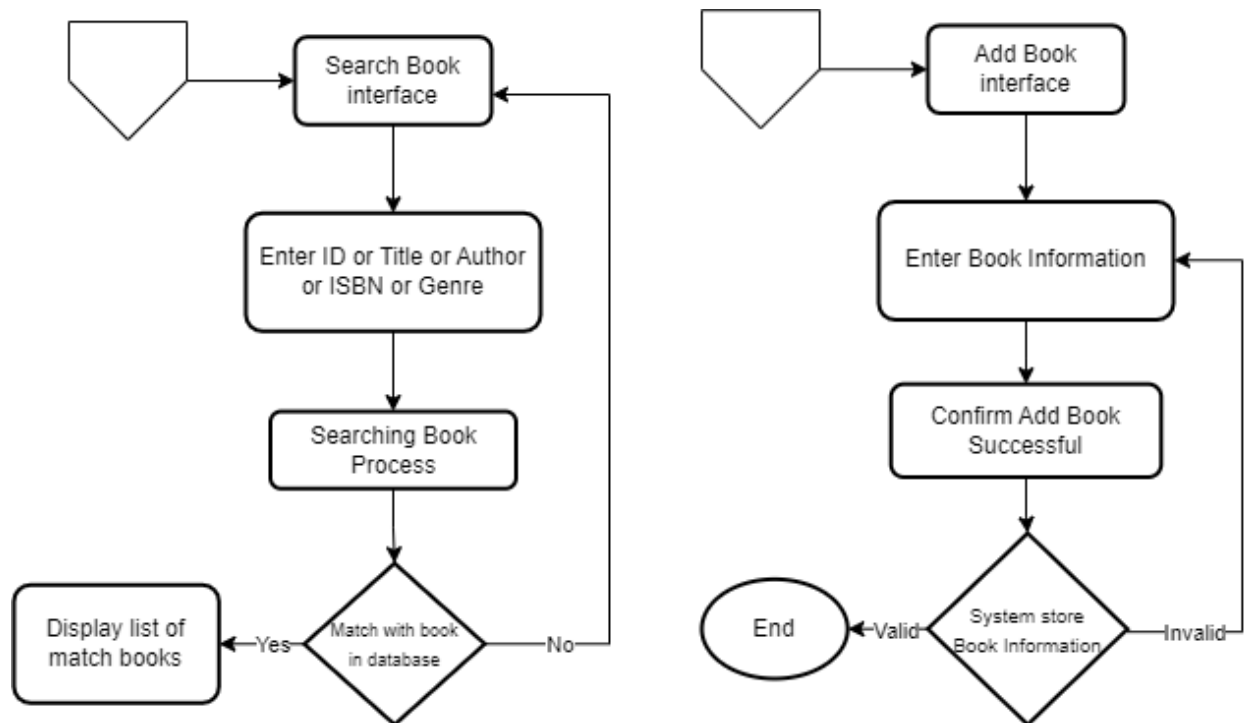 Search Book
interface
Enter ID or Title or Author
or ISBN or Genre
Searching Book
Process
Match with book
in database
Yes
No
Display list of
match books
Add Book
interface
Enter Book Information
Confirm Add Book
Successful
System store
Book Information
Valid
Invalid
End